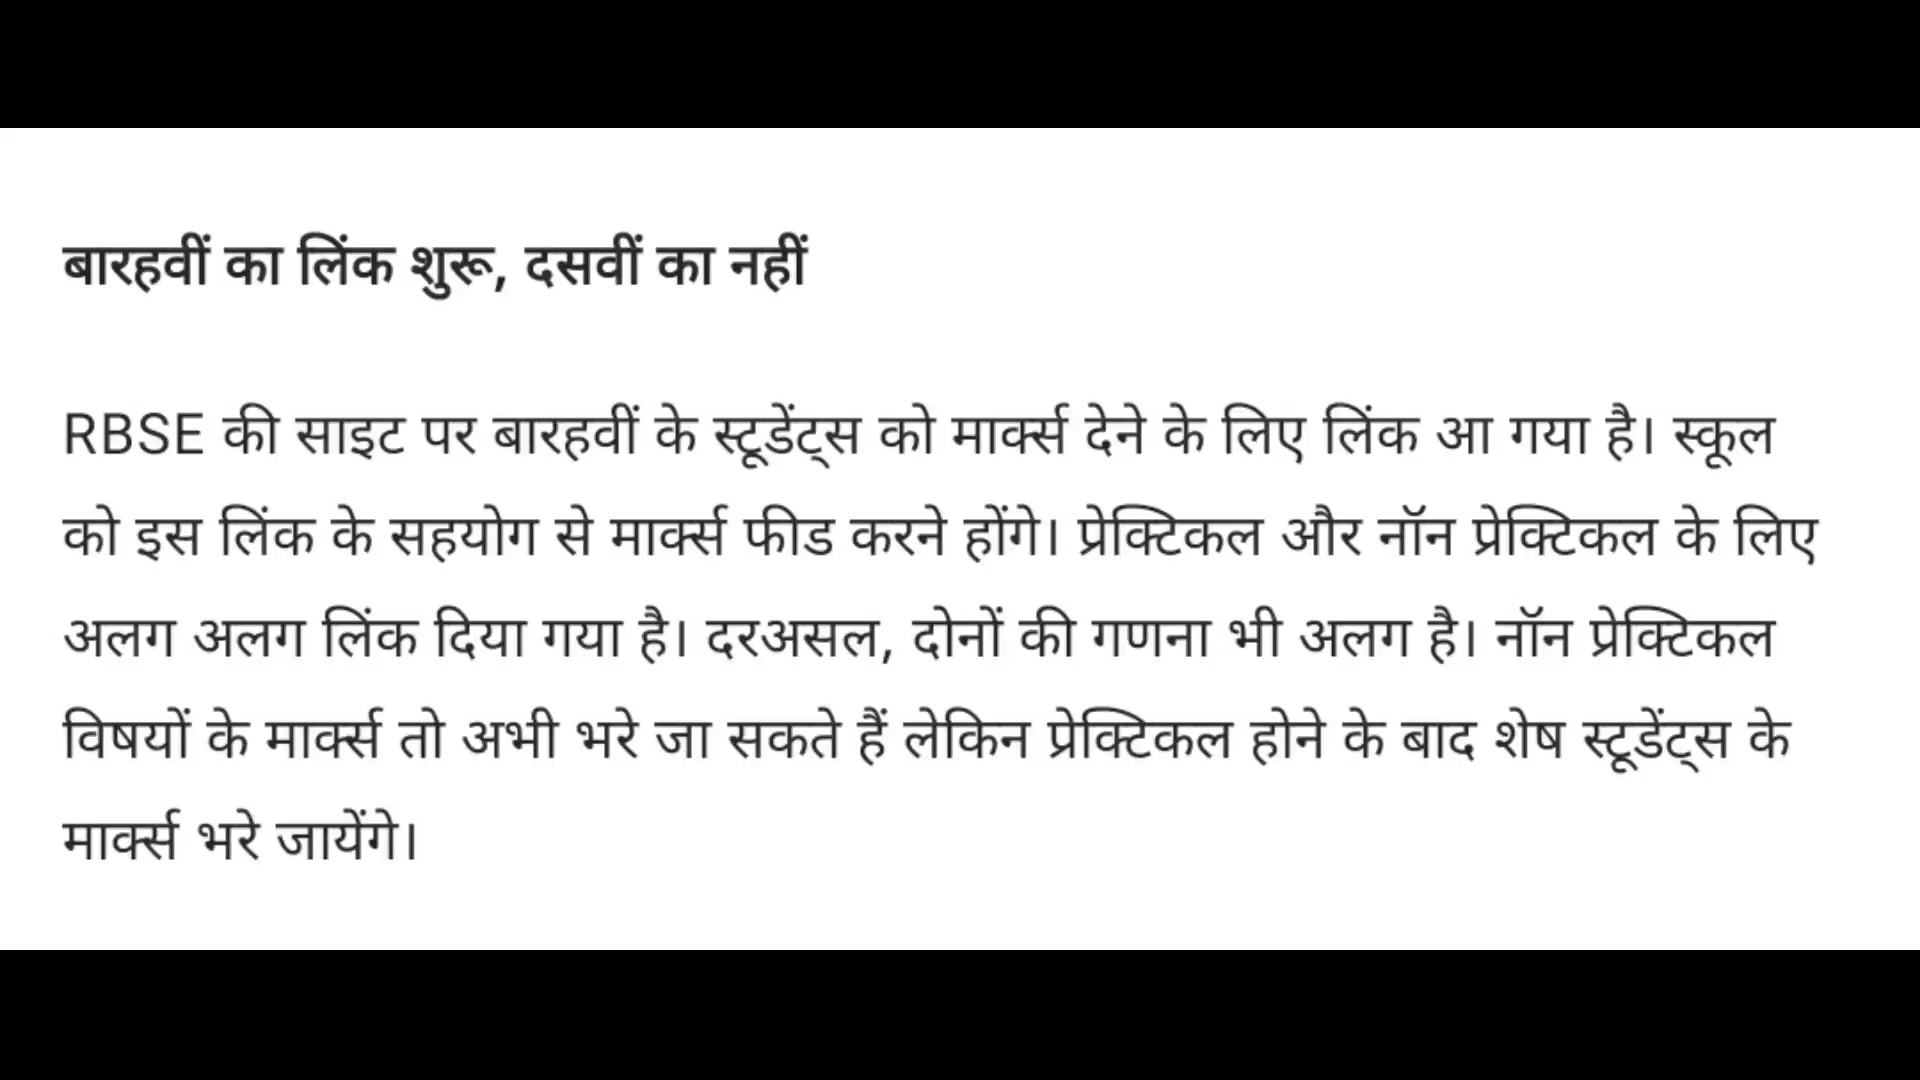 बारहवीं का लिंक शुरू, दसवीं का नहीं
RBSE की साइट पर बारहवीं के स्टूडेंट्स को मार्क्स देने के लिए लिंक आ गया है। स्कूल
को इस लिंक के सहयोग से मार्क्स फीड करने होंगे। प्रेक्टिकल और नॉन प्रेक्टिकल के लिए
अलग अलग लिंक दिया गया है। दरअसल, दोनों की गणना भी अलग है। नॉन प्रेक्टिकल
विषयों के मार्क्स तो अभी भरे जा सकते हैं लेकिन प्रेक्टिकल होने के बाद शेष स्टूडेंट्स के
मार्क्स भरे जायेंगे।